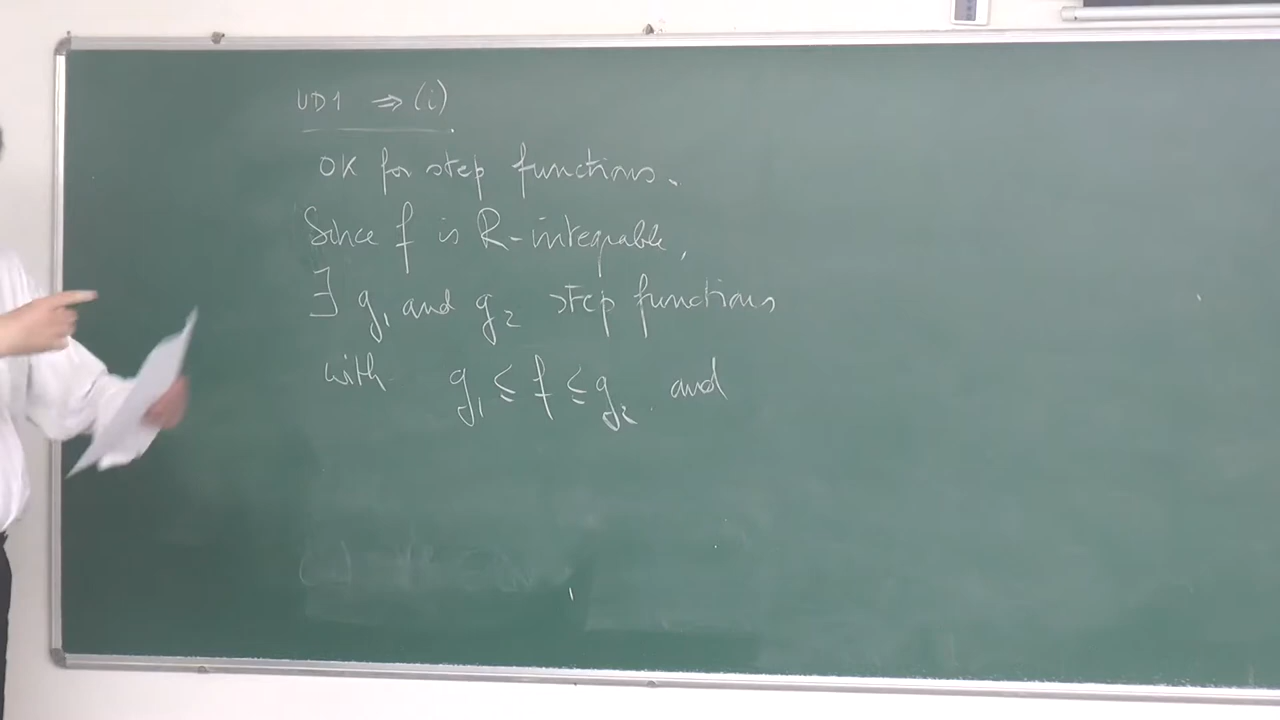 UD1 ⇒ (i)
OK for step functions.
Since f is R-integrable,
∃ g₁ and g₂ step functions
with g₁ ≤ f ≤ g₂ and